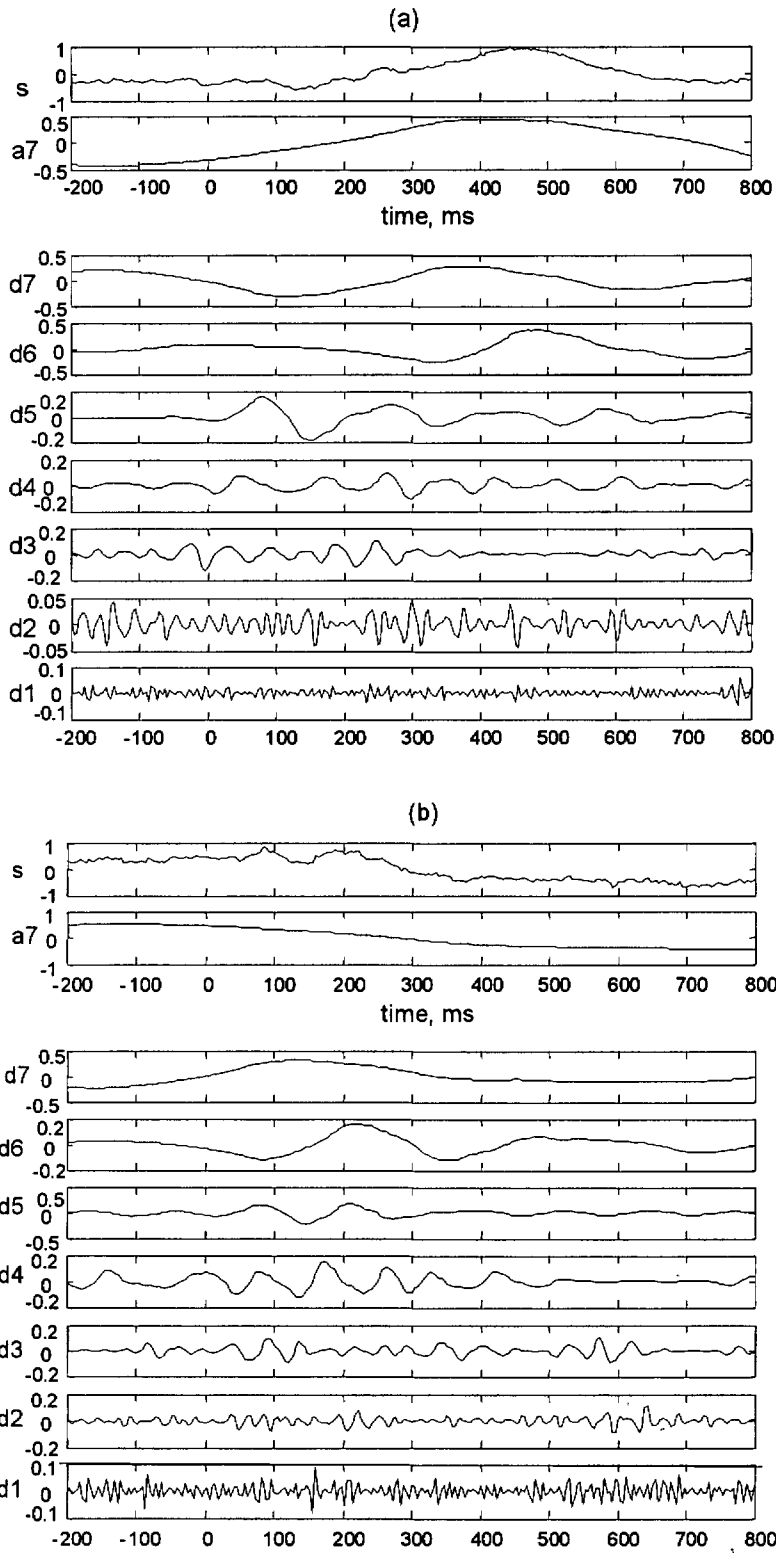 (a)
s 1 0 -1
a7 0.5 0 -0.5
-200 -100 0 100 200 300 400 500 600 700 800
time, ms
d7 0.5 0 -0.5
d6 0.5 0 -0.5
d5 0.2 0 -0.2
d4 0.2 0 -0.2
d3 0.2 0 -0.2
d2 0.05 0 -0.05
d1 0.1 0 -0.1
-200 -100 0 100 200 300 400 500 600 700 800
(b)
s 1 0 -1
a7 1 0 -1
-200 -100 0 100 200 300 400 500 600 700 800
time, ms
d7 0.5 0 -0.5
d6 0.2 0 -0.2
d5 0.5 0 -0.5
d4 0.2 0 -0.2
d3 0.2 0 -0.2
d2 0.2 0 -0.2
d1 0.1 0 -0.1
-200 -100 0 100 200 300 400 500 600 700 800